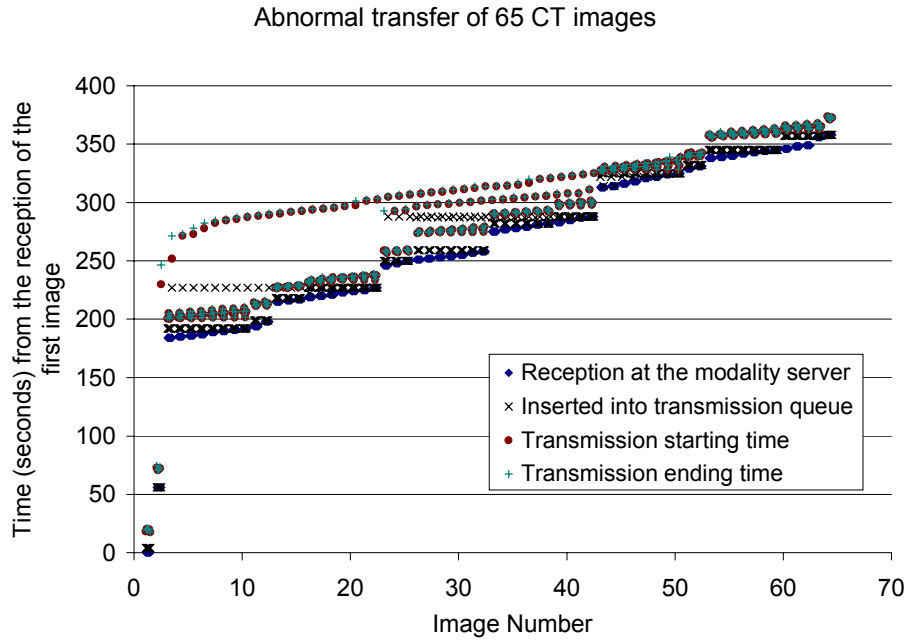 Abnormal transfer of 65 CT images
Time (seconds) from the reception of the
first image
400
350
300
250
200
150
100
50
0
Reception at the modality server
Inserted into transmission queue
Transmission starting time
Transmission ending time
0 10 20 30 40 50 60 70
Image Number